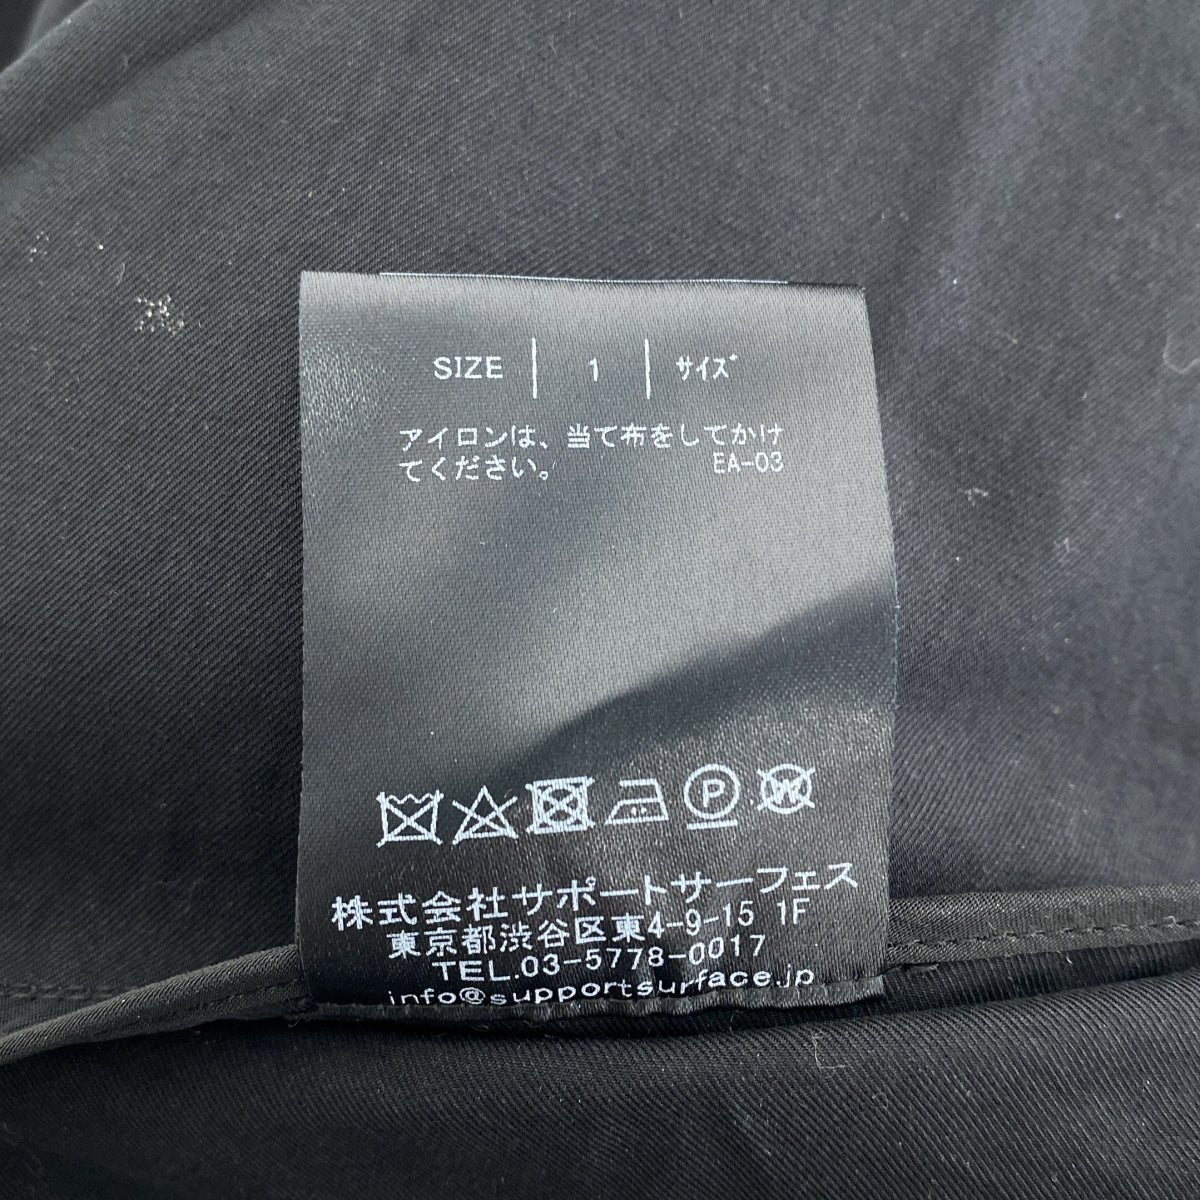 SIZE | 1 | サイズ
アイロンは、当て布をしてかけ
てください。 EA-03
P W
株式会社サポートサーフェス
東京都渋谷区東4-9-15 1F
TEL.03-5778-0017
info@supportsurface.jp